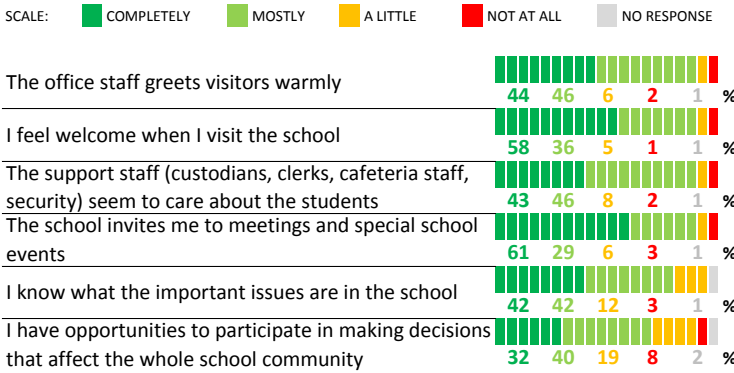 SCALE: COMPLETELY MOSTLY A LITTLE NOT AT ALL NO RESPONSE
The office staff greets visitors warmly
44 46 6 2 1 %
I feel welcome when I visit the school
58 36 5 1 1 %
The support staff (custodians, clerks, cafeteria staff,
security) seem to care about the students
43 46 8 2 1 %
The school invites me to meetings and special school
events
61 29 6 3 1 %
I know what the important issues are in the school
42 42 12 3 1 %
I have opportunities to participate in making decisions
that affect the whole school community
32 40 19 8 2 %